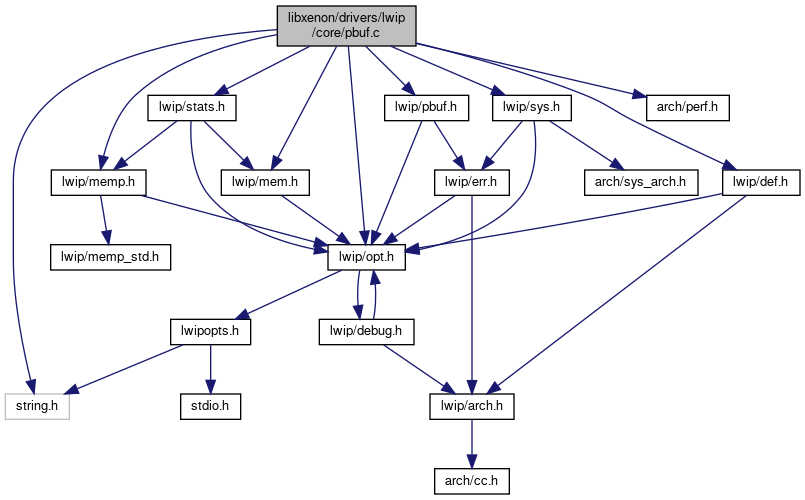 libxenon/drivers/lwip
/core/pbuf.c
lwip/stats.h
lwip/pbuf.h
lwip/sys.h
arch/perf.h
lwip/memp.h
lwip/mem.h
lwip/err.h
arch/sys_arch.h
lwip/def.h
lwip/memp_std.h
lwip/opt.h
lwipopts.h
lwip/debug.h
string.h
stdio.h
lwip/arch.h
arch/cc.h